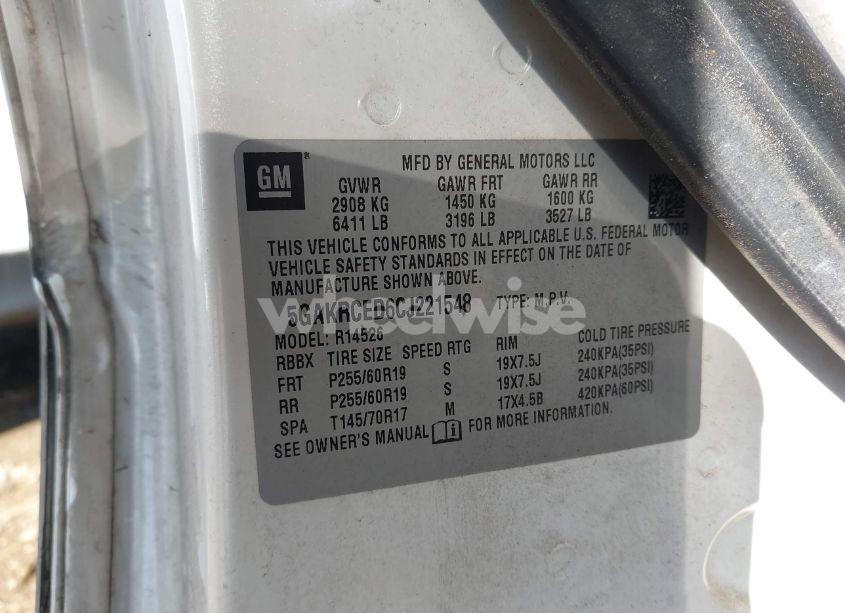 GM
MFD BY GENERAL MOTORS LLC
GVWR GAWR FRT GAWR RR
2908 KG 1450 KG 1600 KG
6411 LB 3196 LB 3527 LB
THIS VEHICLE CONFORMS TO ALL APPLICABLE U.S. FEDERAL MOTOR
VEHICLE SAFETY STANDARDS IN EFFECT ON THE DATE OF
MANUFACTURE SHOWN ABOVE.
5GAKRCED6CJ221548 TYPE: M.P.V.
wheelwise
MODEL: R14526
RBBX TIRE SIZE SPEED RTG RIM COLD TIRE PRESSURE
FRT P255/60R19 S 19X7.5J 240KPA(35PSI)
RR P255/60R19 S 19X7.5J 240KPA(35PSI)
SPA T145/70R17 M 17X4.5B 420KPA(60PSI)
SEE OWNER'S MANUAL FOR MORE INFORMATION.